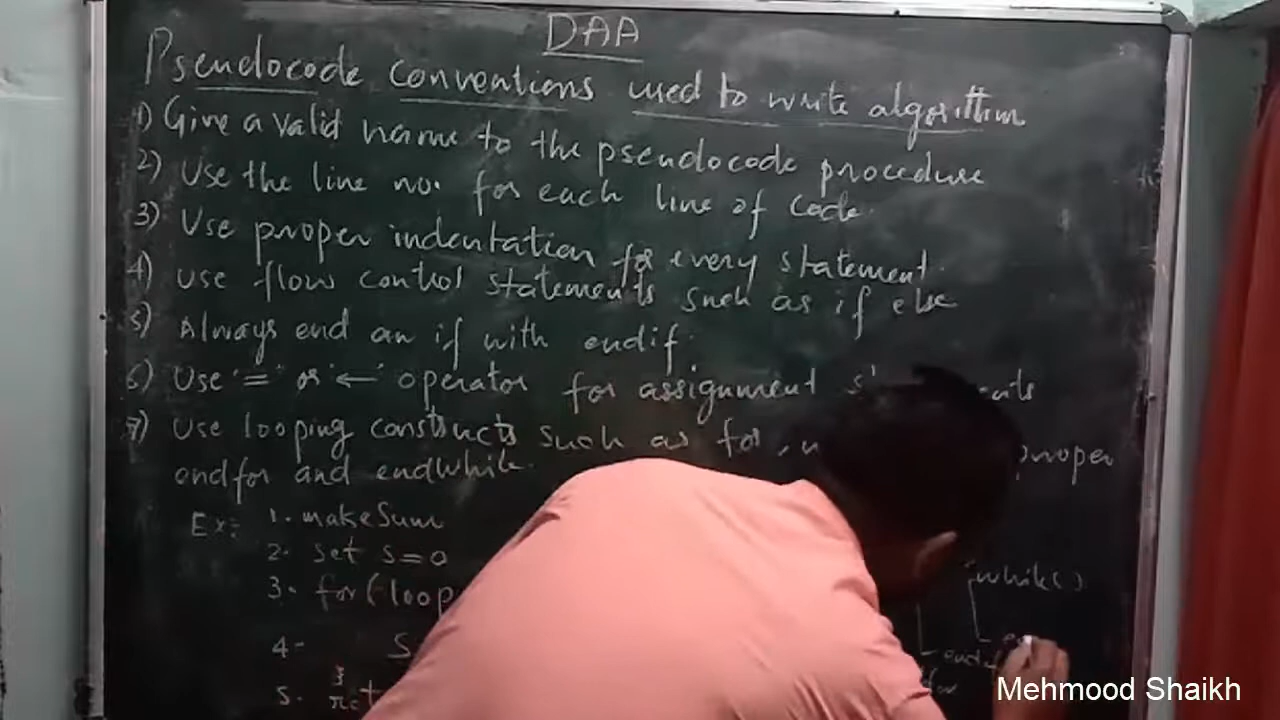 DAA
Pseudocode conventions used to write algorithm
1) Give a valid name to the pseudocode procedure
2) Use the line no. for each line of code.
3) Use proper indentation for every statement.
4) Use flow control statements such as if else
5) Always end an if with endif.
6) Use '=' or '←' operator for assignment
7) Use looping constructs such as for, proper
endfor and endwhile.
Ex:
1. makeSum
2. Set S=0
3. for(loop
4. S
5.
while()
end
for
Mehmood Shaikh